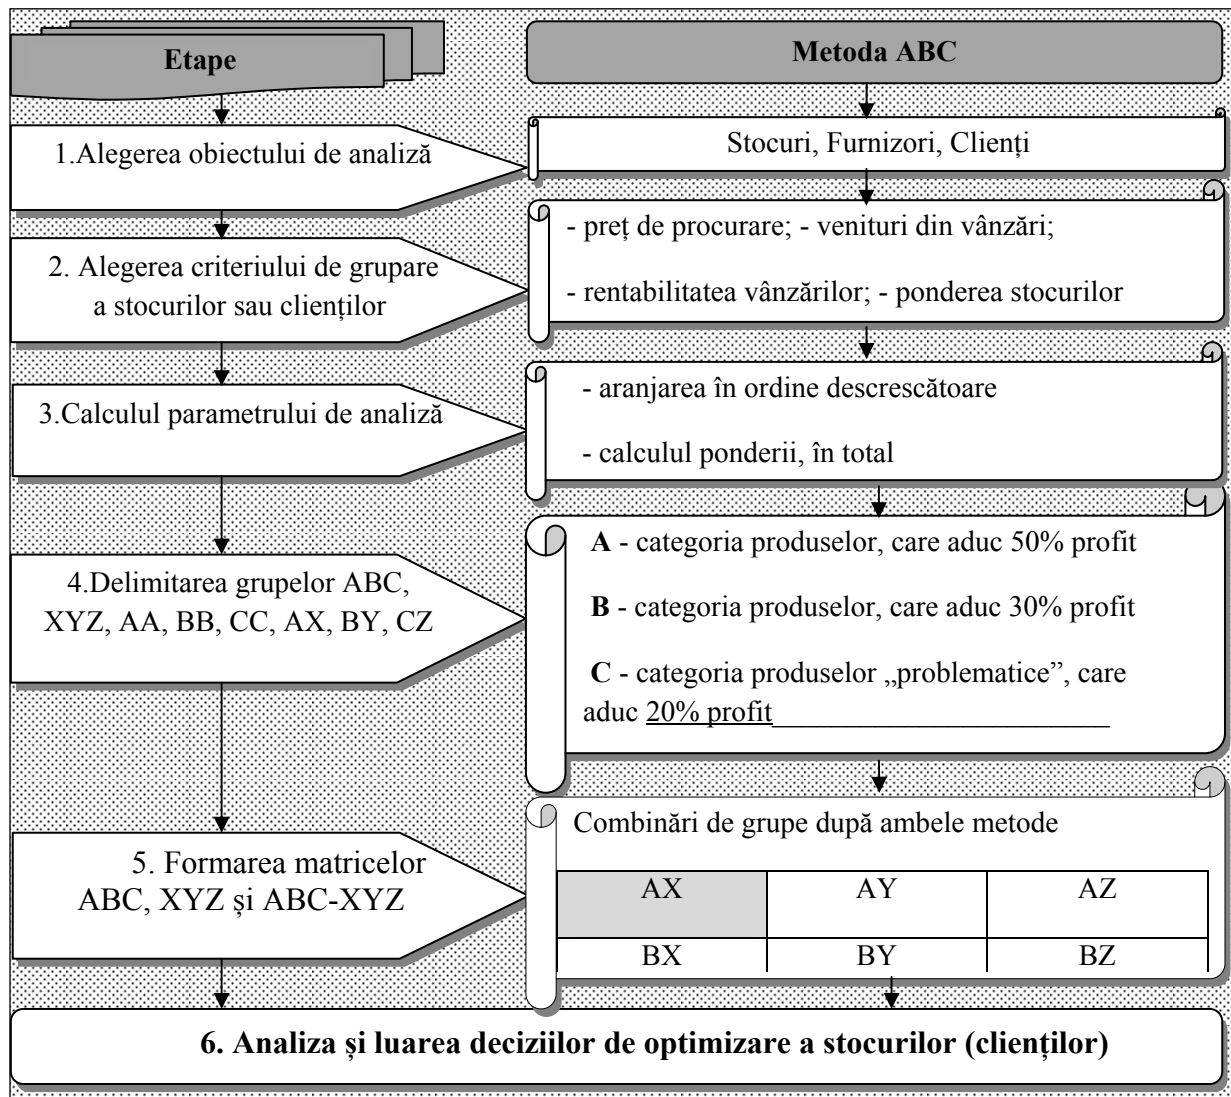 Etape
Metoda ABC
1.Alegerea obiectului de analiză
Stocuri, Furnizori, Clienți
2. Alegerea criteriului de grupare
a stocurilor sau clienților
- preț de procurare; - venituri din vânzări;
- rentabilitatea vânzărilor; - ponderea stocurilor
3.Calculul parametrului de analiză
- aranjarea în ordine descrescătoare
- calculul ponderii, în total
4.Delimitarea grupelor ABC,
XYZ, AA, BB, CC, AX, BY, CZ
A - categoria produselor, care aduc 50% profit
B - categoria produselor, care aduc 30% profit
C - categoria produselor „problematice”, care
aduc 20% profit________________________
5. Formarea matricelor
ABC, XYZ și ABC-XYZ
Combinări de grupe după ambele metode
AX AY AZ
BX BY BZ
6. Analiza și luarea deciziilor de optimizare a stocurilor (clienților)